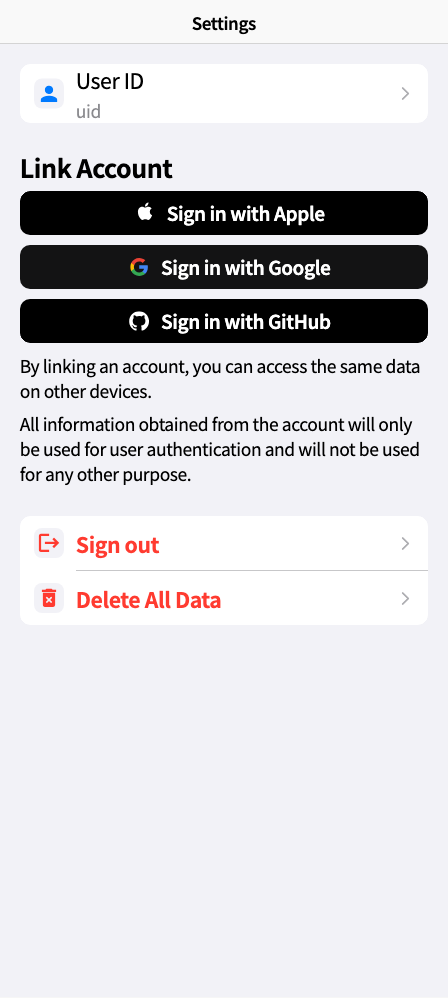 Settings
User ID
uid
Link Account
Sign in with Apple
Sign in with Google
Sign in with GitHub
By linking an account, you can access the same data
on other devices.
All information obtained from the account will only
be used for user authentication and will not be used
for any other purpose.
Sign out
Delete All Data